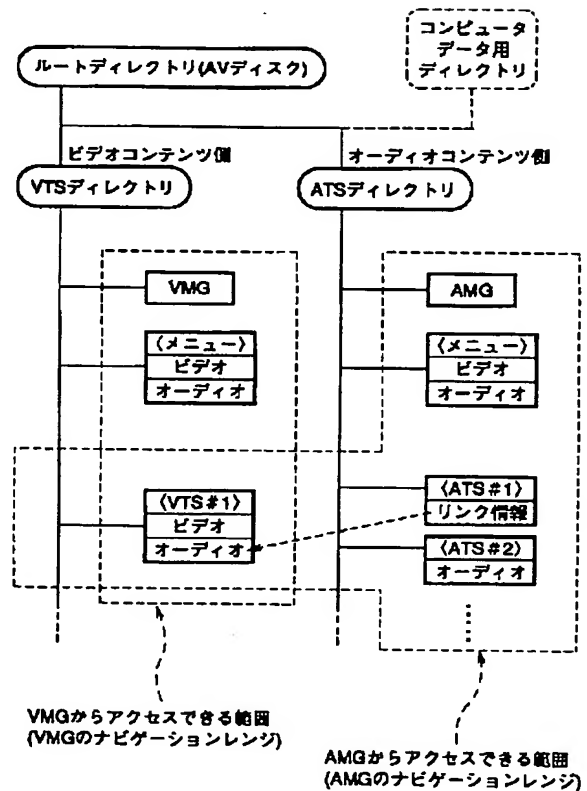 コンピュータ
データ用
ディレクトリ
ルートディレクトリ(AVディスク)
ビデオコンテンツ側
VTSディレクトリ
オーディオコンテンツ側
ATSディレクトリ
VMG
〈メニュー〉
ビデオ
オーディオ
〈VTS#1〉
ビデオ
オーディオ
AMG
〈メニュー〉
ビデオ
オーディオ
〈ATS#1〉
リンク情報
〈ATS#2〉
オーディオ
VMGからアクセスできる範囲
(VMGのナビゲーションレンジ)
AMGからアクセスできる範囲
(AMGのナビゲーションレンジ)